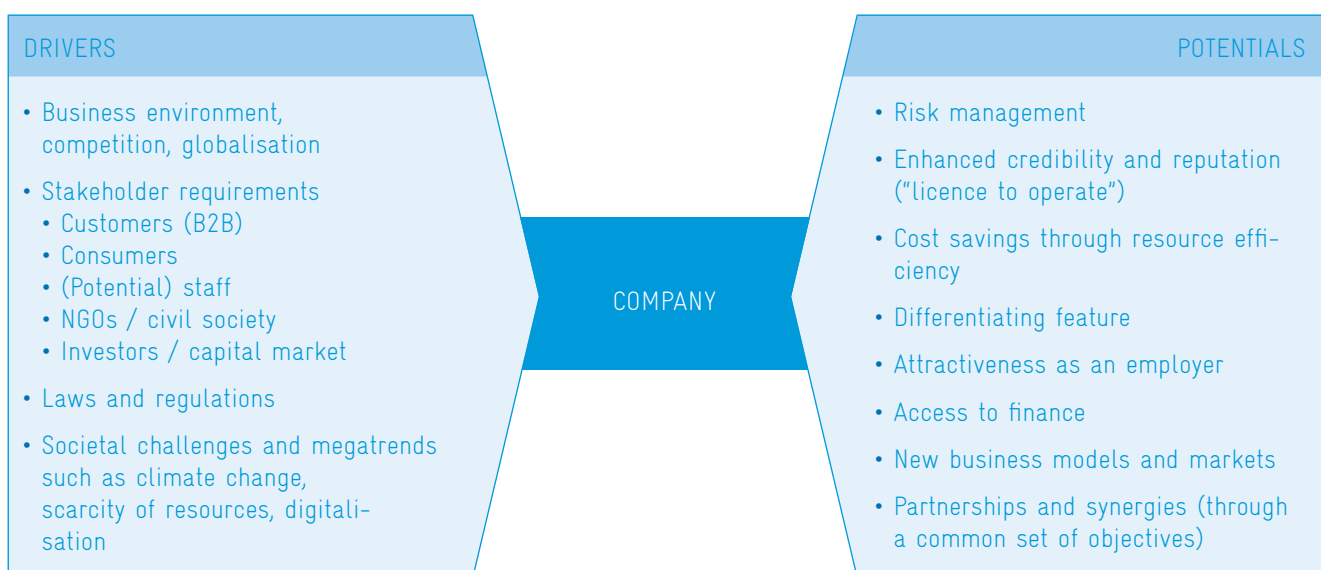 DRIVERS
• Business environment,
competition, globalisation
• Stakeholder requirements
• Customers (B2B)
• Consumers
• (Potential) staff
• NGOs / civil society
• Investors / capital market
• Laws and regulations
• Societal challenges and megatrends
such as climate change,
scarcity of resources, digitali-
sation
COMPANY
POTENTIALS
• Risk management
• Enhanced credibility and reputation
(“licence to operate”)
• Cost savings through resource effi-
ciency
• Differentiating feature
• Attractiveness as an employer
• Access to finance
• New business models and markets
• Partnerships and synergies (through
a common set of objectives)